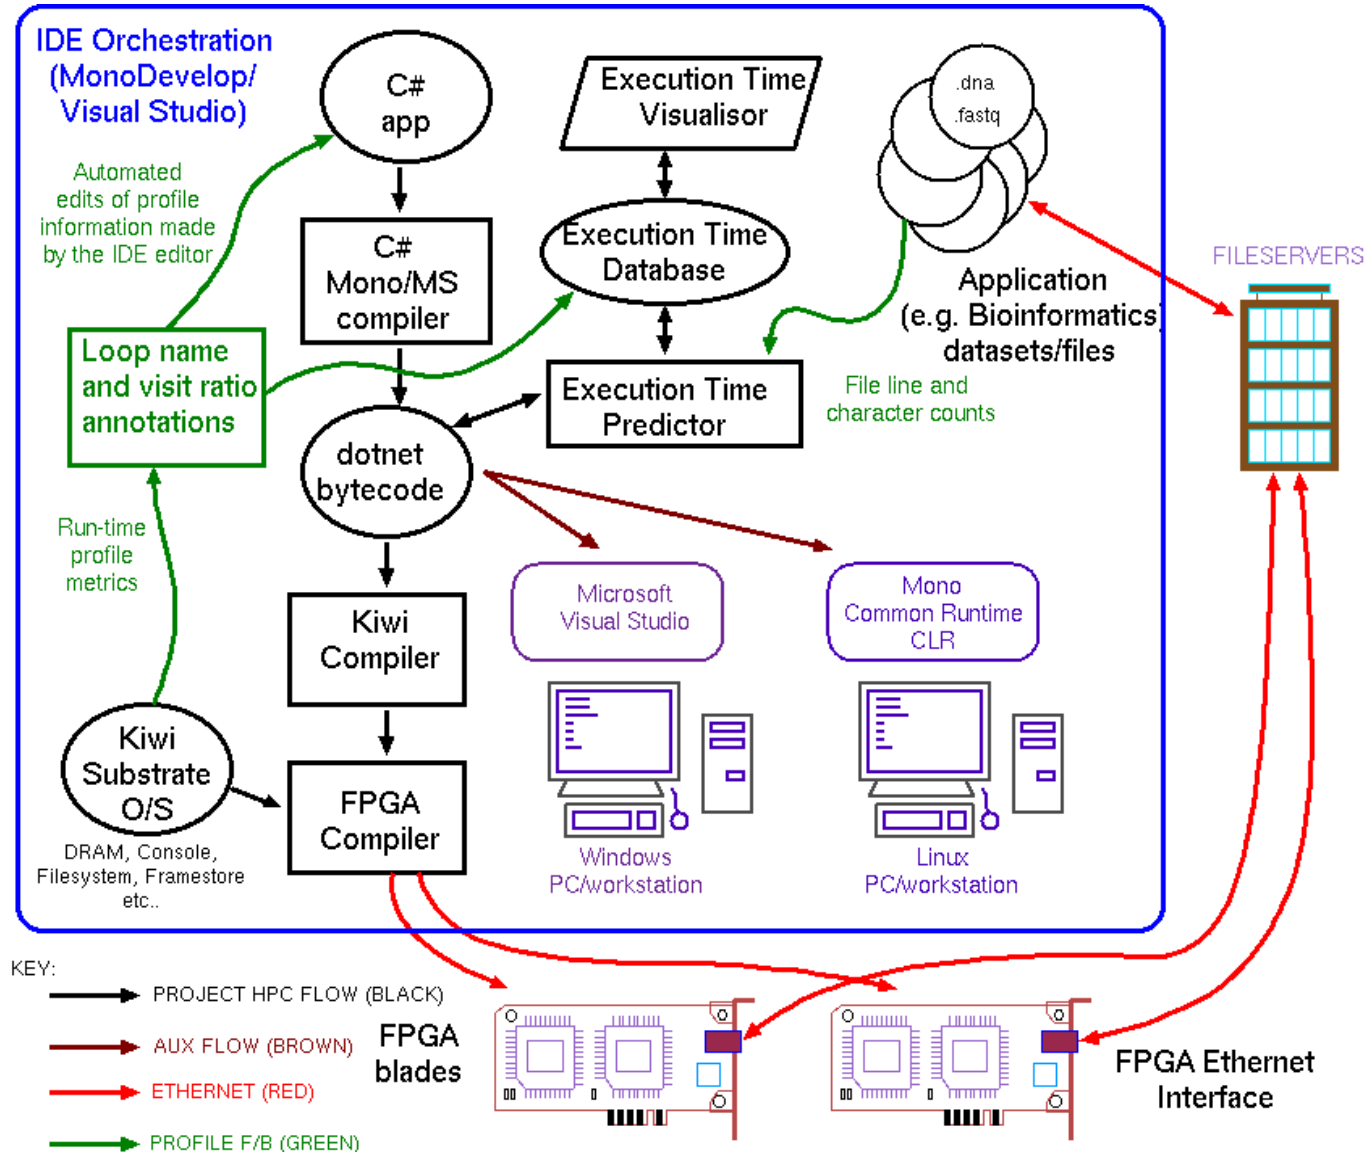 IDE Orchestration
(MonoDevelop/
Visual Studio)
C#
app
Execution Time
Visualisor
.dna
.fastq
Automated
edits of profile
information made
by the IDE editor
C#
Mono/MS
compiler
Execution Time
Database
FILESERVERS
Application
(e.g. Bioinformatics)
datasets/files
Loop name
and visit ratio
annotations
Execution Time
Predictor
File line and
character counts
dotnet
bytecode
Run-time
profile
metrics
Microsoft
Visual Studio
Mono
Common Runtime
CLR
Kiwi
Compiler
Kiwi
Substrate
O/S
FPGA
Compiler
DRAM, Console,
Filesystem, Framestore
etc..
Windows
PC/workstation
Linux
PC/workstation
KEY:
PROJECT HPC FLOW (BLACK)
AUX FLOW (BROWN)
ETHERNET (RED)
PROFILE F/B (GREEN)
FPGA
blades
FPGA Ethernet
Interface